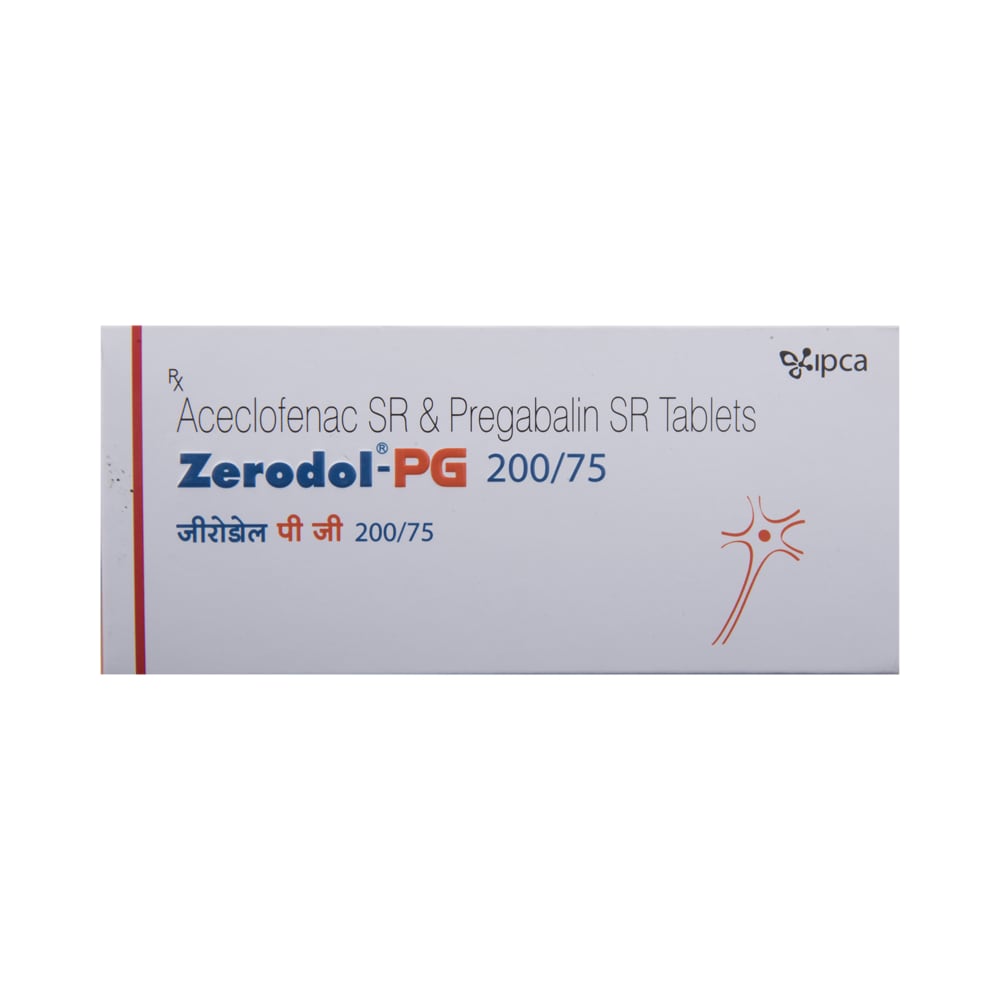 ipca
Rx
Aceclofenac SR & Pregabalin SR Tablets
Zerodol®-PG 200/75
जीरोडोल पी जी 200/75